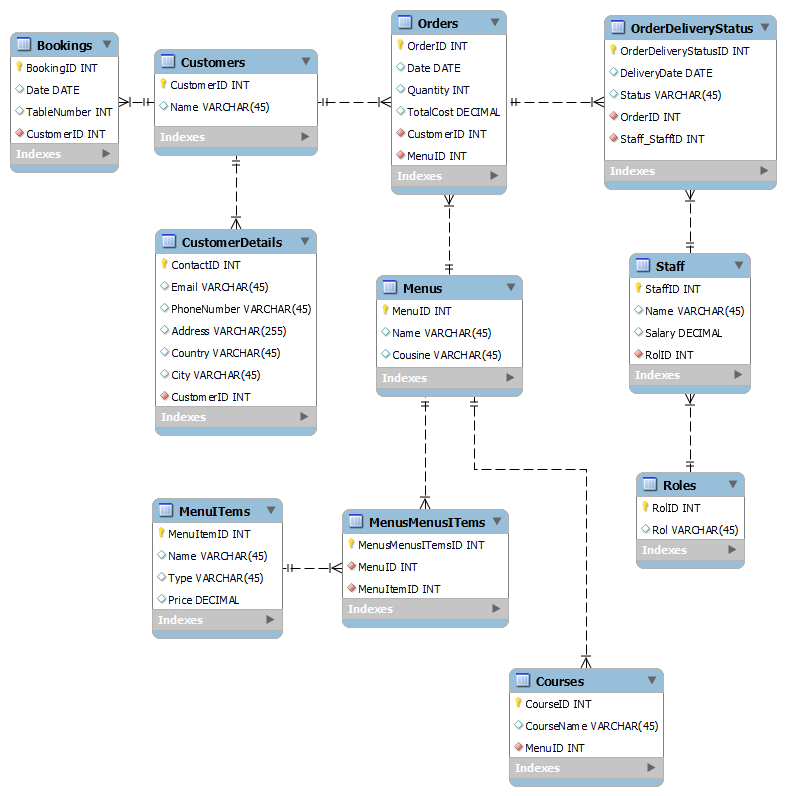 Bookings
BookingID INT
Date DATE
TableNumber INT
CustomerID INT
Indexes
Customers
CustomerID INT
Name VARCHAR(45)
Indexes
Orders
OrderID INT
Date DATE
Quantity INT
TotalCost DECIMAL
CustomerID INT
MenuID INT
Indexes
OrderDeliveryStatus
OrderDeliveryStatusID INT
DeliveryDate DATE
Status VARCHAR(45)
OrderID INT
Staff_StaffID INT
Indexes
CustomerDetails
ContactID INT
Email VARCHAR(45)
PhoneNumber VARCHAR(45)
Address VARCHAR(255)
Country VARCHAR(45)
City VARCHAR(45)
CustomerID INT
Indexes
Menus
MenuID INT
Name VARCHAR(45)
Cousine VARCHAR(45)
Indexes
Staff
StaffID INT
Name VARCHAR(45)
Salary DECIMAL
RolID INT
Indexes
Roles
RolID INT
Rol VARCHAR(45)
Indexes
MenuITems
MenuItemID INT
Name VARCHAR(45)
Type VARCHAR(45)
Price DECIMAL
Indexes
MenusMenusITems
MenusMenusITemsID INT
MenuID INT
MenuItemID INT
Indexes
Courses
CourseID INT
CourseName VARCHAR(45)
MenuID INT
Indexes